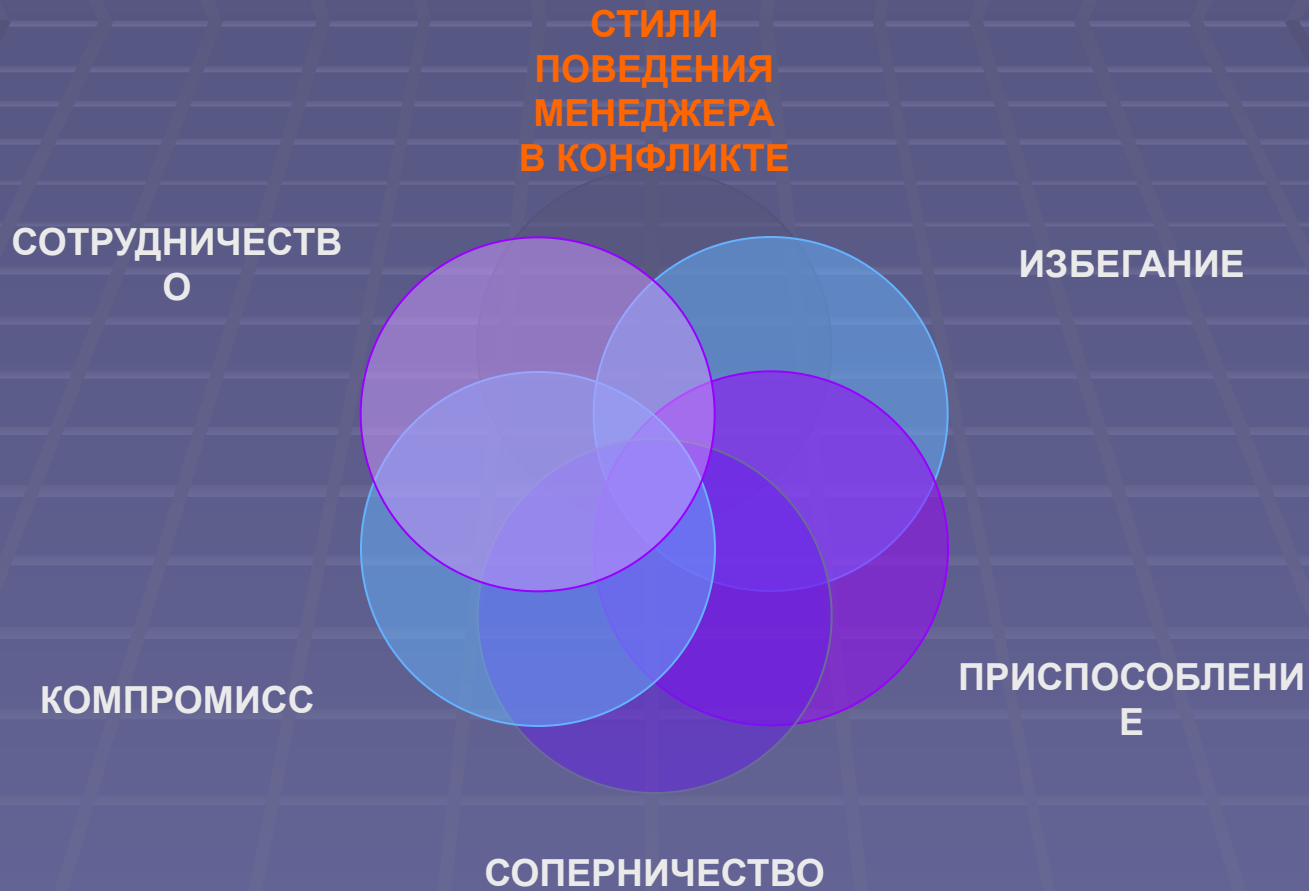 СТИЛИ
ПОВЕДЕНИЯ
МЕНЕДЖЕРА
В КОНФЛИКТЕ
СОТРУДНИЧЕСТВ
О
ИЗБЕГАНИЕ
КОМПРОМИСС
ПРИСПОСОБЛЕНИ
Е
СОПЕРНИЧЕСТВО